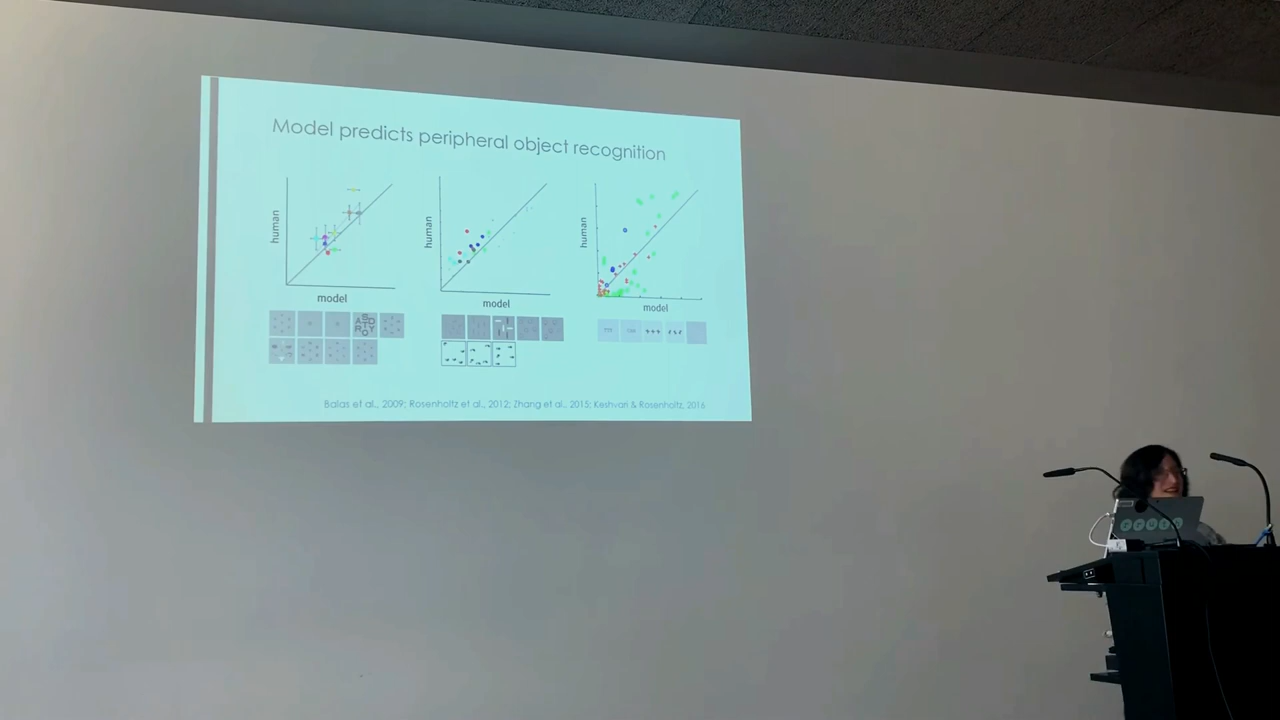 Model predicts peripheral object recognition
human
human
human
model
model
model
Balas et al., 2009; Rosenholtz et al., 2012; Zhang et al., 2015; Keshvari & Rosenholtz, 2016